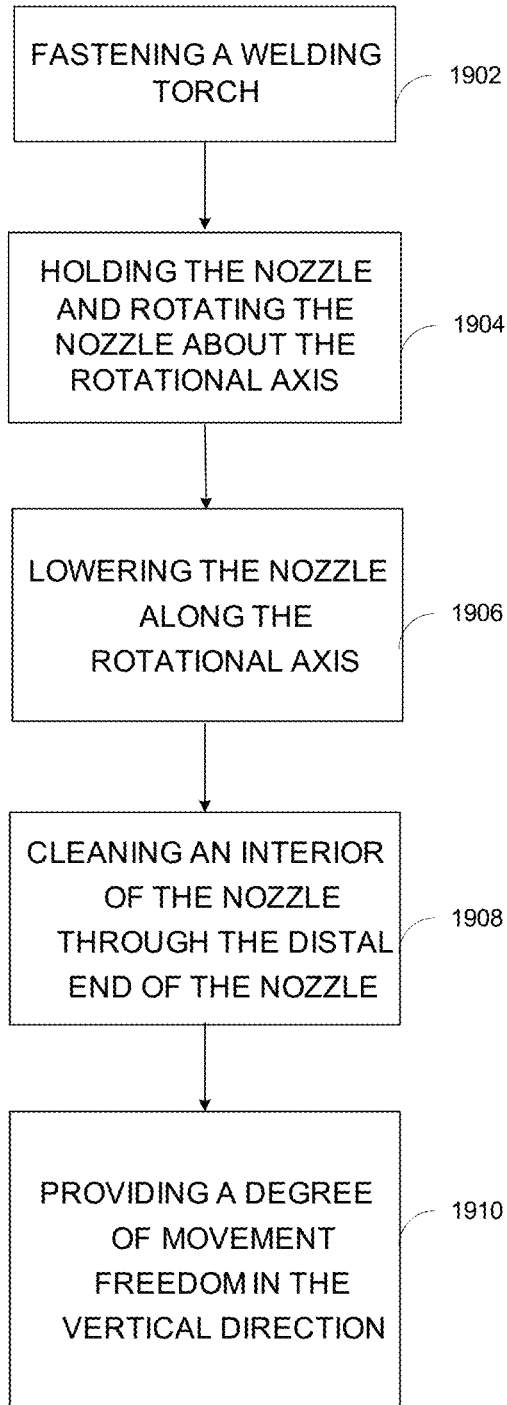 FASTENING A WELDING
TORCH
1902
HOLDING THE NOZZLE
AND ROTATING THE
NOZZLE ABOUT THE
ROTATIONAL AXIS
1904
LOWERING THE NOZZLE
ALONG THE
ROTATIONAL AXIS
1906
CLEANING AN INTERIOR
OF THE NOZZLE
THROUGH THE DISTAL
END OF THE NOZZLE
1908
PROVIDING A DEGREE
OF MOVEMENT
FREEDOM IN THE
VERTICAL DIRECTION
1910